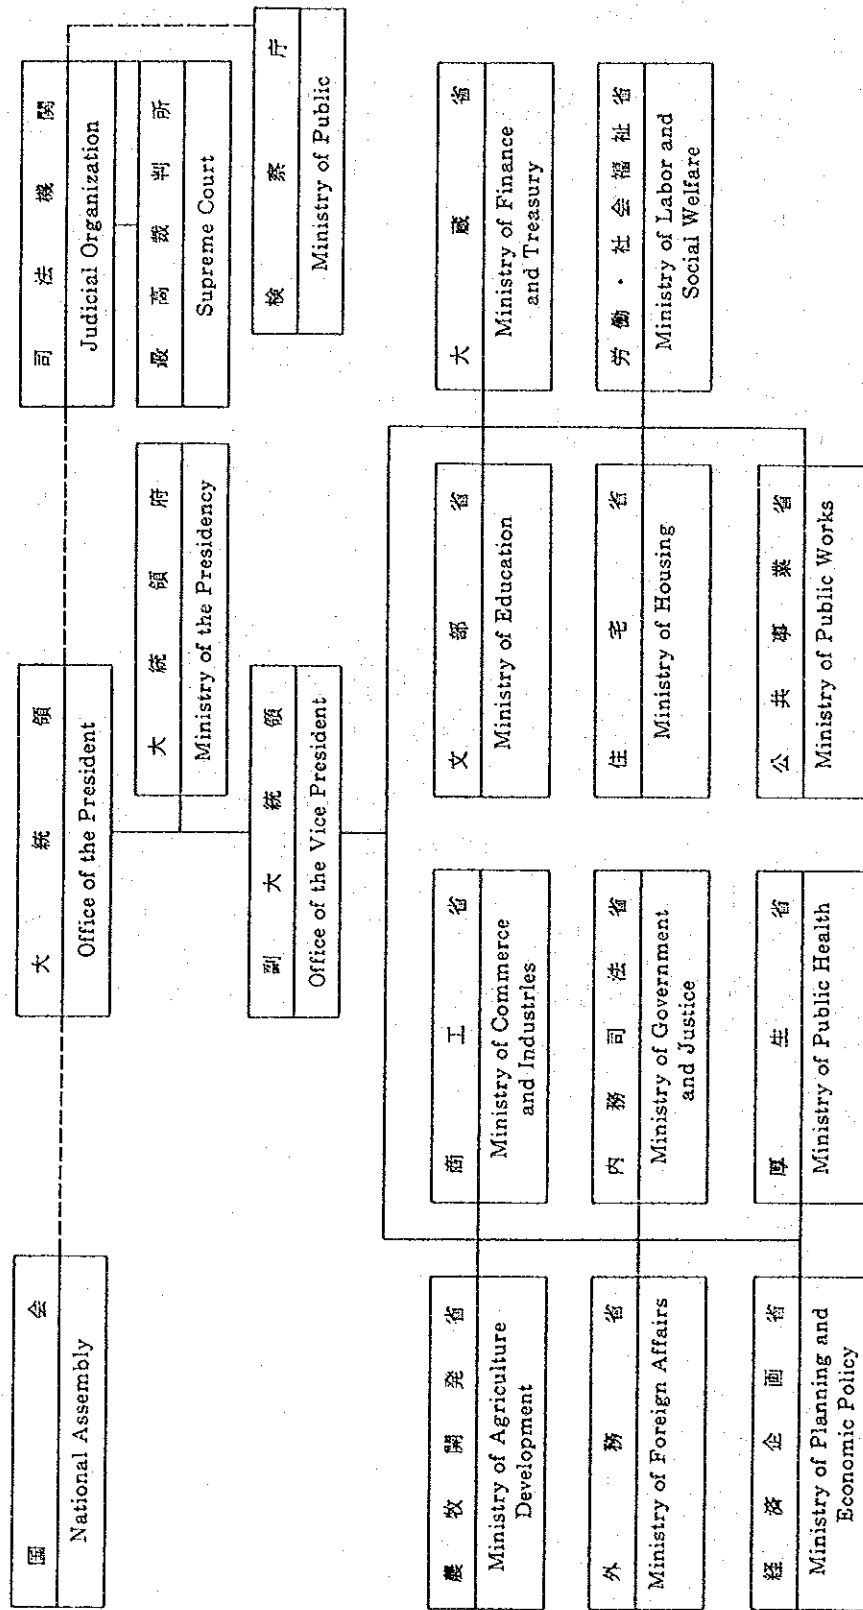 国会
National Assembly
大統領
Office of the President
司法機関
Judicial Organization
最高裁判所
Supreme Court
検察庁
Ministry of Public
大統領府
Ministry of the Presidency
副大統領
Office of the Vice President
農牧開発省
Ministry of Agriculture
Development
商工省
Ministry of Commerce
and Industries
文部省
Ministry of Education
大蔵省
Ministry of Finance
and Treasury
外務省
Ministry of Foreign Affairs
内務司法省
Ministry of Government
and Justice
住宅省
Ministry of Housing
労働・社会福祉省
Ministry of Labor and
Social Welfare
経済企画省
Ministry of Planning and
Economic Policy
厚生省
Ministry of Public Health
公共事業省
Ministry of Public Works